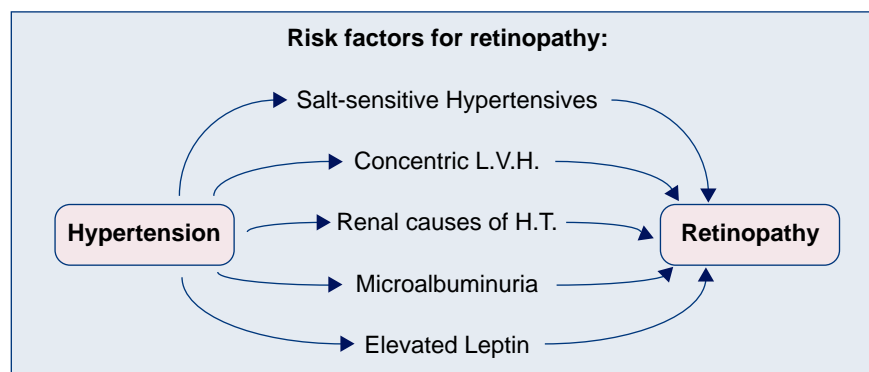 Risk factors for retinopathy:
Salt-sensitive Hypertensives
Concentric L.V.H.
Hypertension
Renal causes of H.T.
Retinopathy
Microalbuminuria
Elevated Leptin